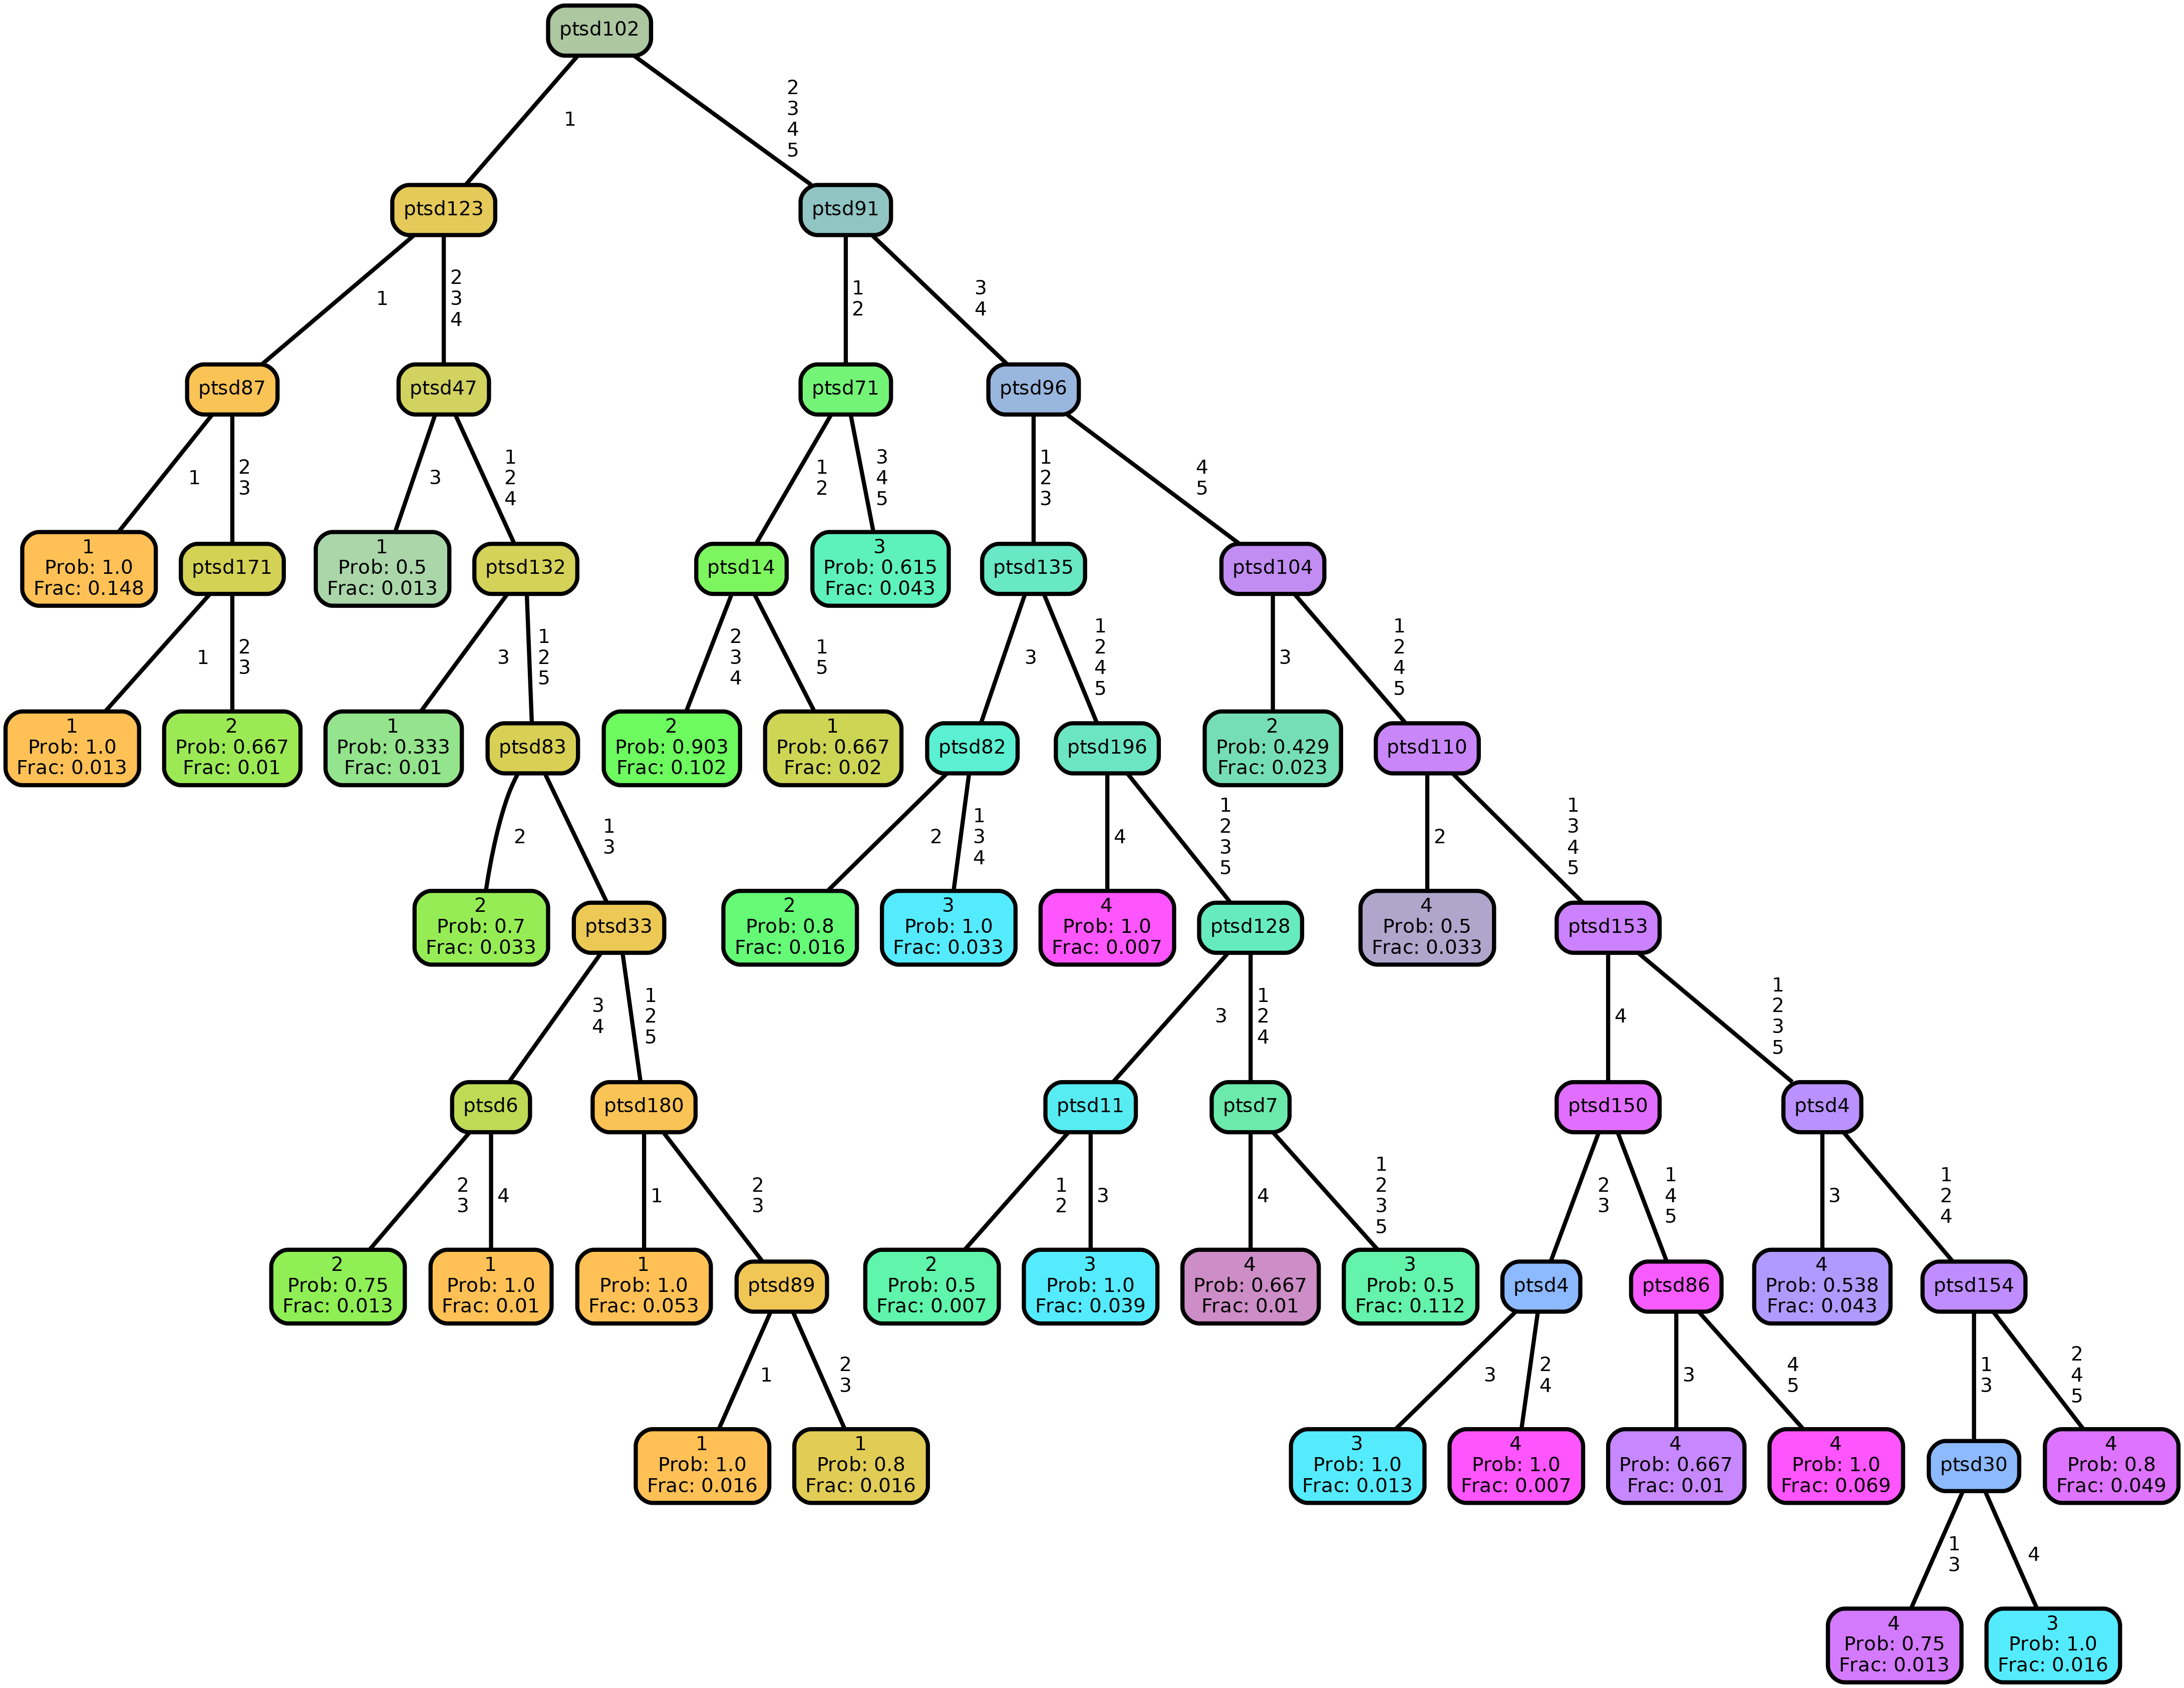 ptsd102
1
2
3
4
5
ptsd123
ptsd91
1
2
3
4
1
2
3
4
ptsd87
ptsd47
ptsd71
ptsd96
1
2
3
3
1
2
4
1
2
3
4
5
1
2
3
4
5
1
Prob: 1.0
Frac: 0.148
ptsd171
1
Prob: 0.5
Frac: 0.013
ptsd132
ptsd14
3
Prob: 0.615
Frac: 0.043
ptsd135
ptsd104
1
2
3
3
1
2
5
2
3
4
1
5
3
1
2
4
5
3
1
2
4
5
1
Prob: 1.0
Frac: 0.013
2
Prob: 0.667
Frac: 0.01
1
Prob: 0.333
Frac: 0.01
ptsd83
2
Prob: 0.903
Frac: 0.102
1
Prob: 0.667
Frac: 0.02
ptsd82
ptsd196
2
Prob: 0.429
Frac: 0.023
ptsd110
2
1
3
2
1
3
4
4
1
2
3
5
2
1
3
4
5
2
Prob: 0.7
Frac: 0.033
ptsd33
2
Prob: 0.8
Frac: 0.016
3
Prob: 1.0
Frac: 0.033
4
Prob: 1.0
Frac: 0.007
ptsd128
4
Prob: 0.5
Frac: 0.033
ptsd153
3
4
1
2
5
3
1
2
4
4
1
2
3
5
ptsd6
ptsd180
ptsd11
ptsd7
ptsd150
ptsd4
2
3
4
1
2
3
1
2
3
4
1
2
3
5
2
3
1
4
5
3
1
2
4
2
Prob: 0.75
Frac: 0.013
1
Prob: 1.0
Frac: 0.01
1
Prob: 1.0
Frac: 0.053
ptsd89
2
Prob: 0.5
Frac: 0.007
3
Prob: 1.0
Frac: 0.039
4
Prob: 0.667
Frac: 0.01
3
Prob: 0.5
Frac: 0.112
ptsd4
ptsd86
4
Prob: 0.538
Frac: 0.043
ptsd154
1
2
3
3
2
4
3
4
5
1
3
2
4
5
1
Prob: 1.0
Frac: 0.016
1
Prob: 0.8
Frac: 0.016
3
Prob: 1.0
Frac: 0.013
4
Prob: 1.0
Frac: 0.007
4
Prob: 0.667
Frac: 0.01
4
Prob: 1.0
Frac: 0.069
ptsd30
4
Prob: 0.8
Frac: 0.049
1
3
4
4
Prob: 0.75
Frac: 0.013
3
Prob: 1.0
Frac: 0.016